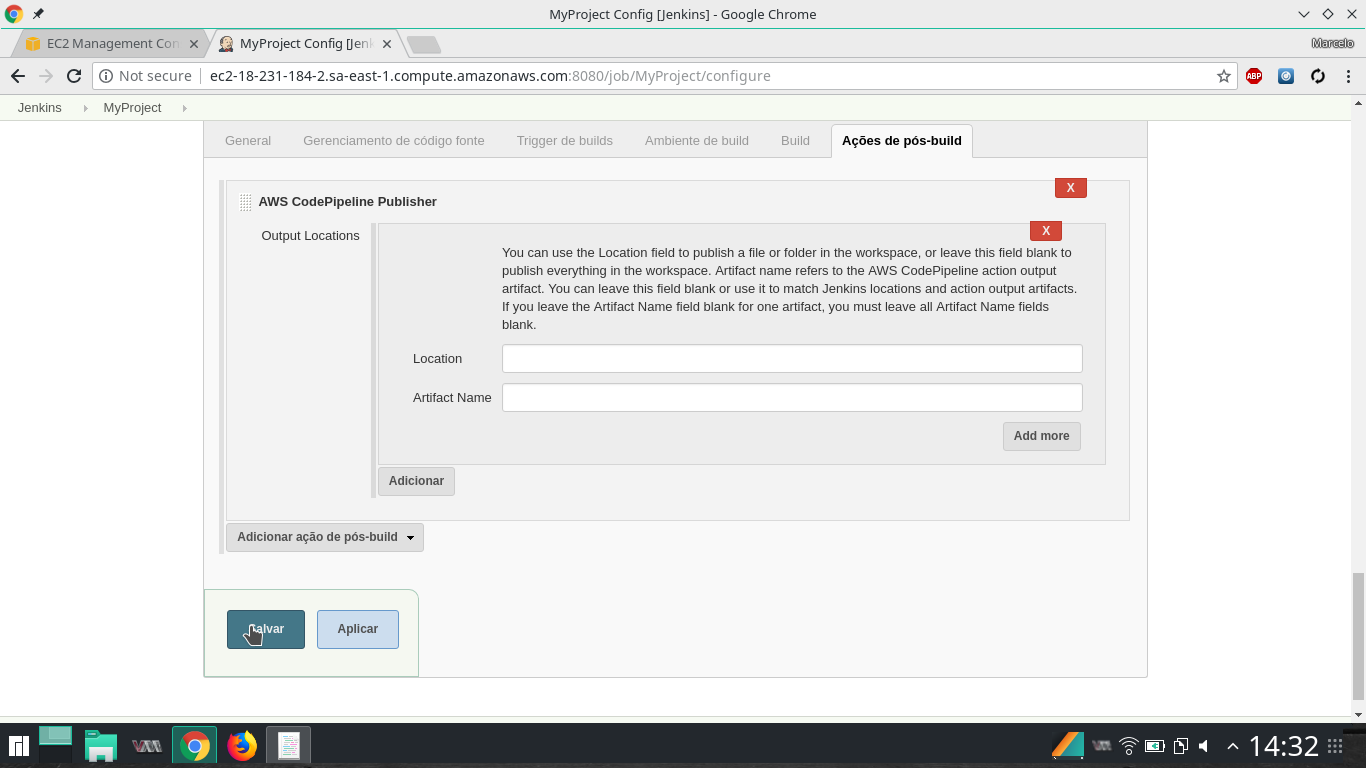 MyProject Config [Jenkins] - Google Chrome
EC2 Management Con
MyProject Config [Jenk
Marcelo
Not secure
ec2-18-231-184-2.sa-east-1.compute.amazonaws.com:8080/job/MyProject/configure
ABP
Jenkins
MyProject
General
Gerenciamento de código fonte
Trigger de builds
Ambiente de build
Build
Ações de pós-build
X
AWS CodePipeline Publisher
X
Output Locations
You can use the Location field to publish a file or folder in the workspace, or leave this field blank to
publish everything in the workspace. Artifact name refers to the AWS CodePipeline action output
artifact. You can leave this field blank or use it to match Jenkins locations and action output artifacts.
If you leave the Artifact Name field blank for one artifact, you must leave all Artifact Name fields
blank.
Location
Artifact Name
Add more
Adicionar
Adicionar ação de pós-build
Salvar
Aplicar
14:32